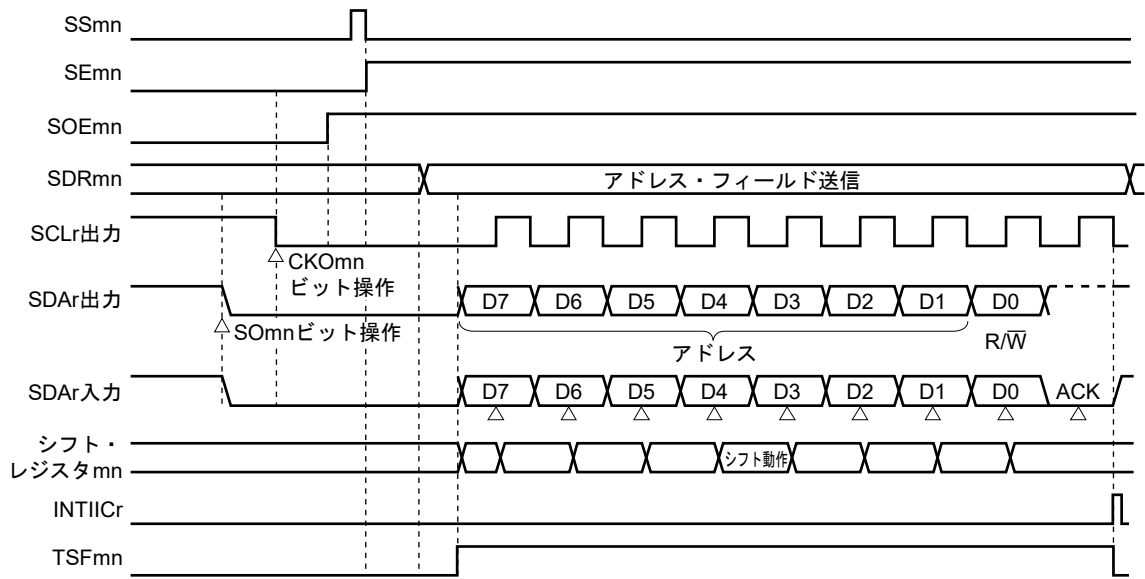 SSmn
SEmn
SOEmn
SDRmn
アドレス・フィールド送信
SCLr出力
CKOmn
ビット操作
SDAr出力
D7 D6 D5 D4 D3 D2 D1 D0
SOmnビット操作
アドレス
R/W̅
SDAr入力
D7 D6 D5 D4 D3 D2 D1 D0 ACK
シフト・
レジスタmn
シフト動作
INTIICr
TSFmn